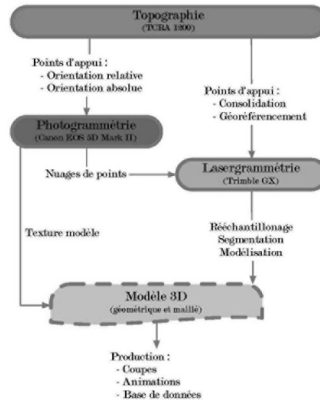 Topographie
(TCRA 1200)
Points d'appui :
- Orientation relative
- Orientation absolue
Points d'appui :
- Consolidation
- Géoréférencement
Photogrammétrie
(Canon EOS 5D Mark II)
Nuages de points
Lasergrammétrie
(Trimble GX)
Texture modèle
Rééchantillonage
Segmentation
Modélisation
Modèle 3D
(géométrique et maillé)
Production :
- Coupes
- Animations
- Base de données